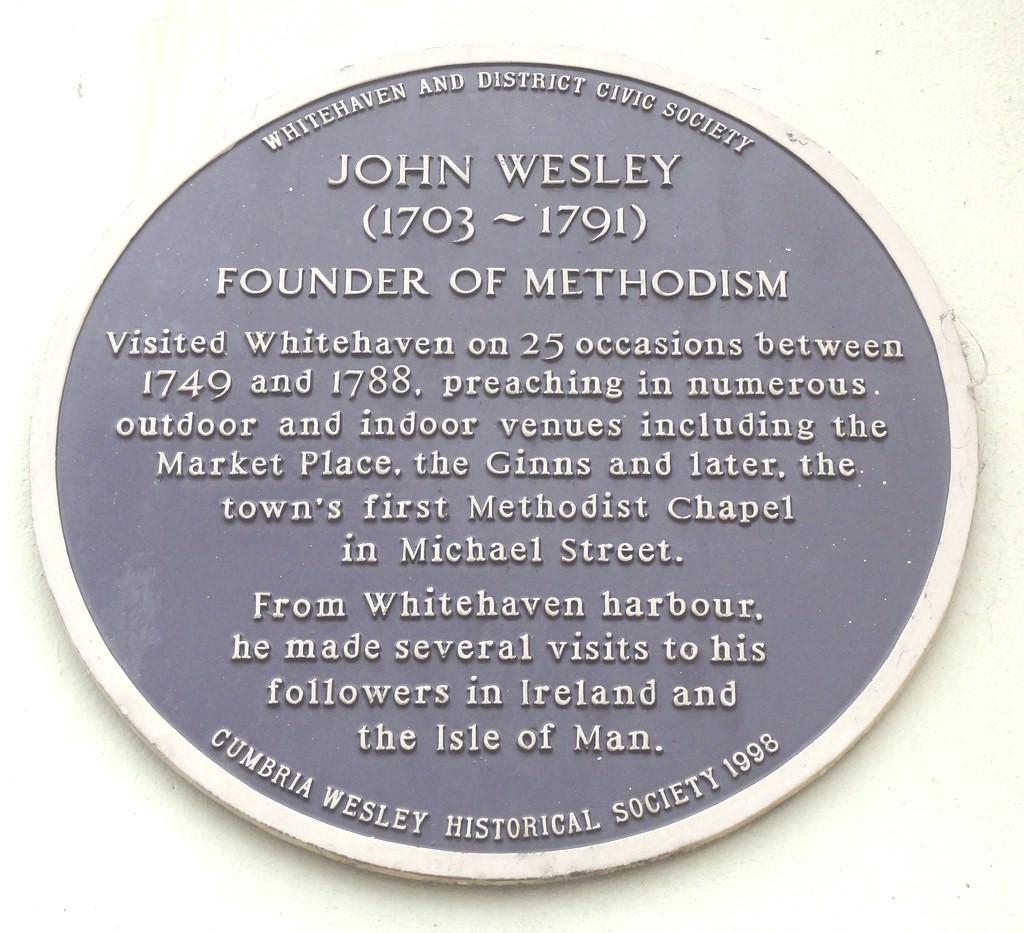 WHITEHAVEN AND DISTRICT CIVIC SOCIETY
JOHN WESLEY
(1703 ~ 1791)
FOUNDER OF METHODISM
Visited Whitehaven on 25 occasions between
1749 and 1788, preaching in numerous
outdoor and indoor venues including the
Market Place, the Ginns and later, the
town's first Methodist Chapel
in Michael Street.
From Whitehaven harbour,
he made several visits to his
followers in Ireland and
the Isle of Man.
CUMBRIA WESLEY HISTORICAL SOCIETY 1998